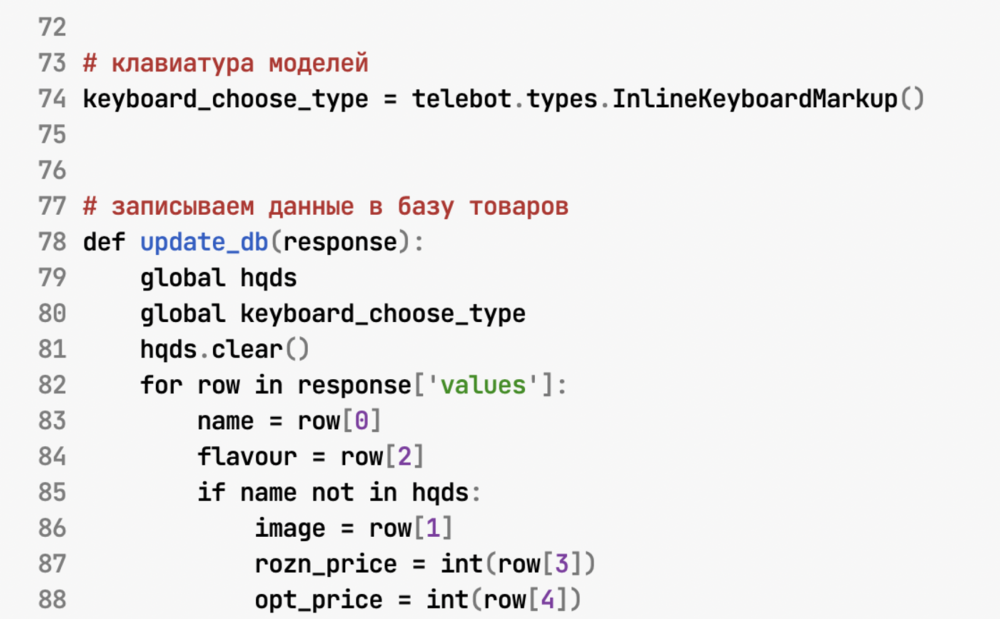 72
73 # клавиатура моделей
74 keyboard_choose_type = telebot.types.InlineKeyboardMarkup()
75
76
77 # записываем данные в базу товаров
78 def update_db(response):
79     global hqds
80     global keyboard_choose_type
81     hqds.clear()
82     for row in response['values']:
83         name = row[0]
84         flavour = row[2]
85         if name not in hqds:
86             image = row[1]
87             rozn_price = int(row[3])
88             opt_price = int(row[4])